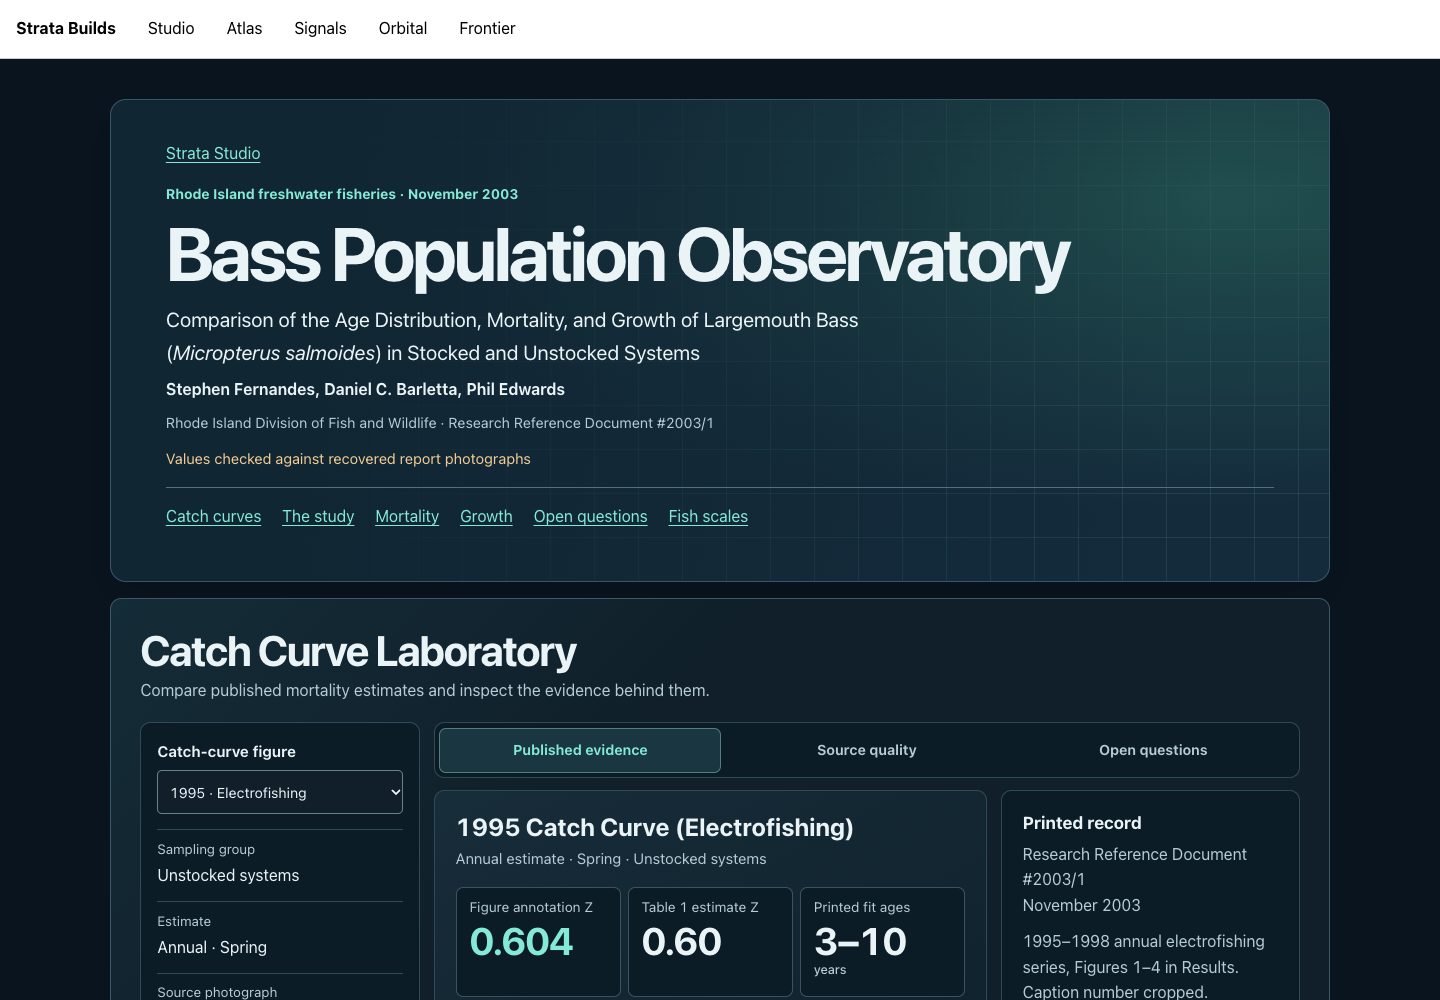 Strata Builds Studio Atlas Signals Orbital Frontier
Strata Studio
Rhode Island freshwater fisheries · November 2003
Bass Population Observatory
Comparison of the Age Distribution, Mortality, and Growth of Largemouth Bass
(Micropterus salmoides) in Stocked and Unstocked Systems
Stephen Fernandes, Daniel C. Barletta, Phil Edwards
Rhode Island Division of Fish and Wildlife · Research Reference Document #2003/1
Values checked against recovered report photographs
Catch curves The study Mortality Growth Open questions Fish scales
Catch Curve Laboratory
Compare published mortality estimates and inspect the evidence behind them.
Catch-curve figure
1995 · Electrofishing
Sampling group
Unstocked systems
Estimate
Annual · Spring
Source photograph
Published evidence Source quality Open questions
1995 Catch Curve (Electrofishing)
Annual estimate · Spring · Unstocked systems
Figure annotation Z
0.604
Table 1 estimate Z
0.60
Printed fit ages
3–10
years
Printed record
Research Reference Document
#2003/1
November 2003
1995–1998 annual electrofishing
series, Figures 1–4 in Results.
Caption number cropped.